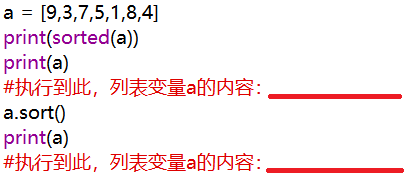 a = [9,3,7,5,1,8,4]
print(sorted(a))
print(a)
#执行到此，列表变量a的内容：
a.sort()
print(a)
#执行到此，列表变量a的内容：